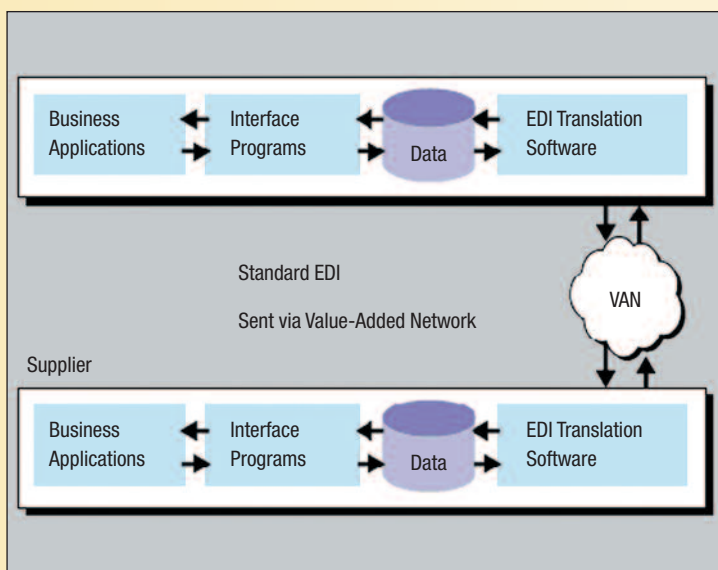 Business
Applications
Interface
Programs
Data
EDI Translation
Software
Standard EDI
Sent via Value-Added Network
VAN
Supplier
Business
Applications
Interface
Programs
Data
EDI Translation
Software